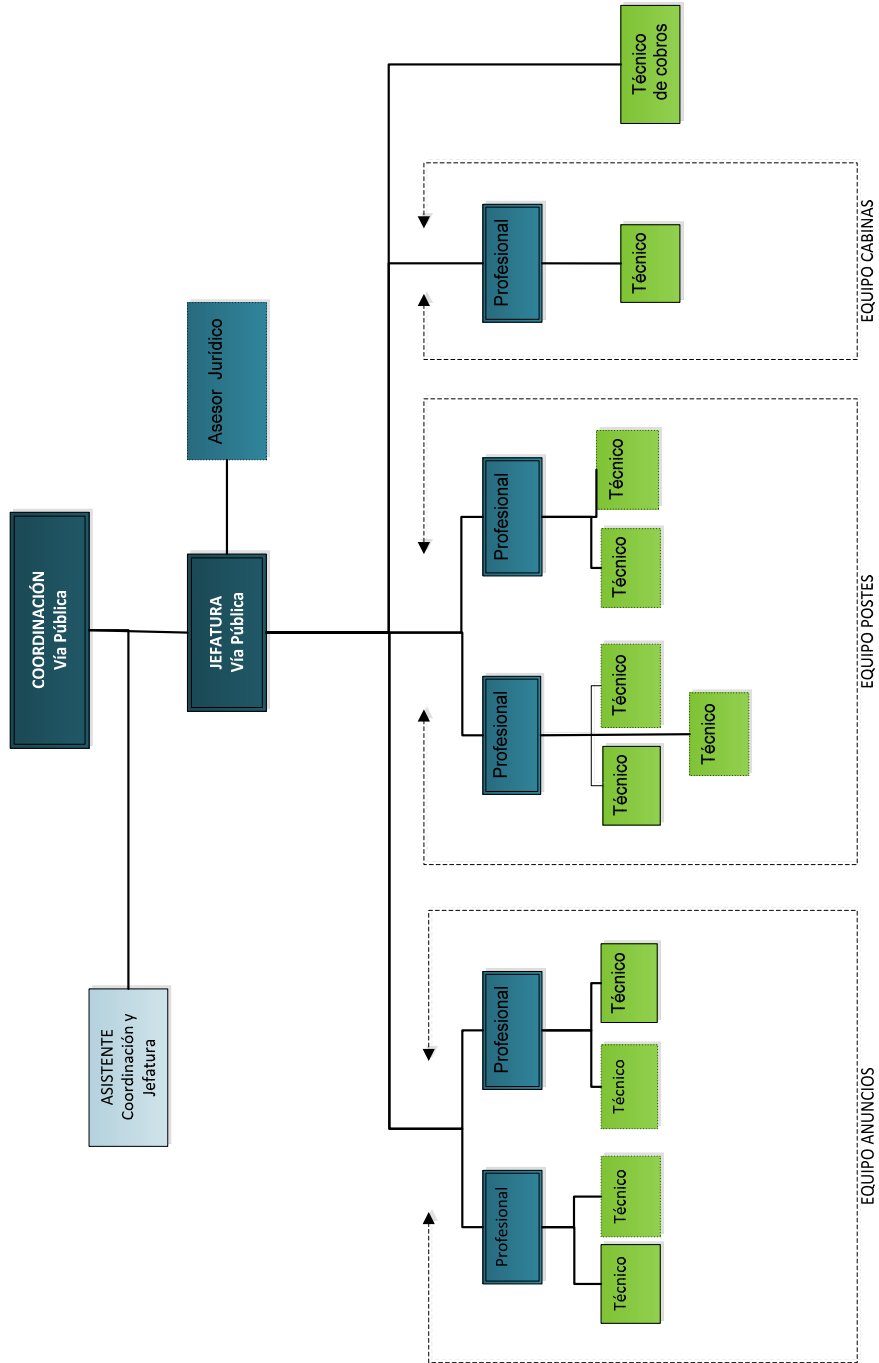 COORDINACIÓN
Vía Pública
ASISTENTE
Coordinación y
Jefatura
JEFATURA
Vía Pública
Asesor Jurídico
Profesional
Profesional
Profesional
Profesional
Profesional
Técnico
Técnico
Técnico
Técnico
Técnico
Técnico
Técnico
Técnico
Técnico
Técnico
Técnico
de cobros
EQUIPO ANUNCIOS
EQUIPO POSTES
EQUIPO CABINAS